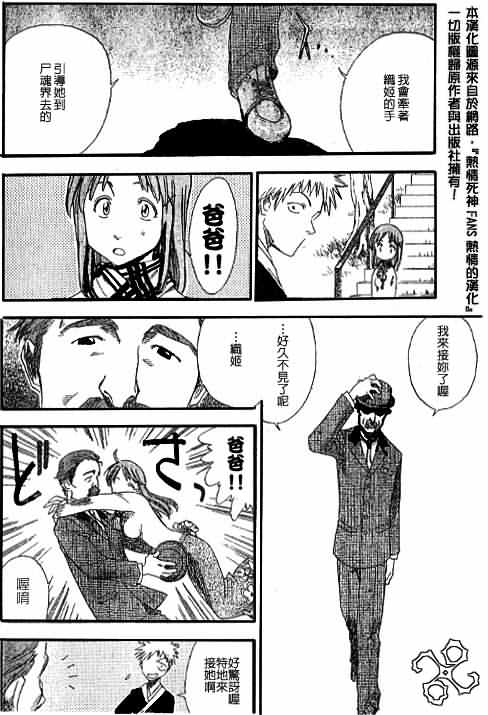 本漢化圖源來自於網路.『熱情死神FANS熱情的漢化』
一切版權歸原作者與出版社擁有！
我會牽著
織姬的手
引導她到
尸魂界去的
爸爸!!
我來接妳了喔
…好久不見了呢
…織姬
爸爸!!
どさっ
喔唷
好驚訝喔
特地來
接她啊